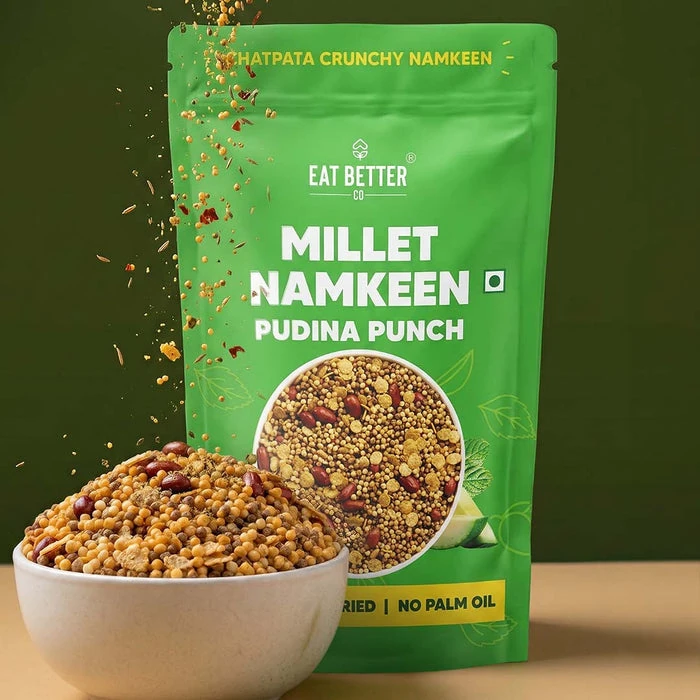 CHATPATA CRUNCHY NAMKEEN
EAT BETTER
®
CO
MILLET
NAMKEEN
PUDINA PUNCH
RIED | NO PALM OIL